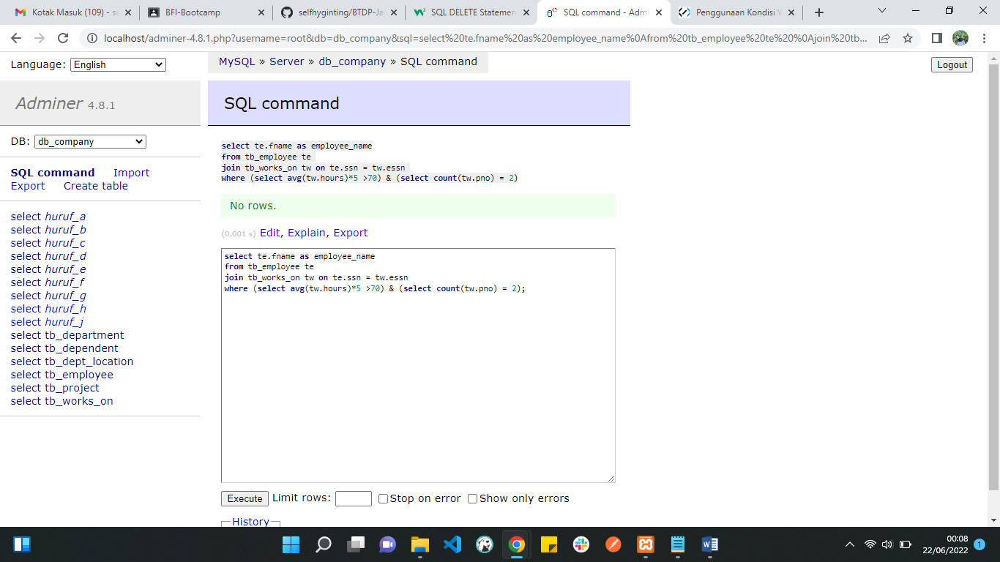 Kotak Masuk (109) - se
BFI-Bootcamp
selfhyginting/BTDP-Ja
SQL DELETE Statemen
SQL command - Admi
Penggunaan Kondisi W
localhost/adminer-4.8.1.php?username=root&db=db_company&sql=select%20te.fname%20as%20employee_name%0Afrom%20tb_employee%20te%20%0Ajoin%20tb...
Language: English
MySQL » Server » db_company » SQL command
Logout
Adminer 4.8.1
SQL command
DB: db_company
SQL command Import
Export Create table
select huruf_a
select huruf_b
select huruf_c
select huruf_d
select huruf_e
select huruf_f
select huruf_g
select huruf_h
select huruf_j
select tb_department
select tb_dependent
select tb_dept_location
select tb_employee
select tb_project
select tb_works_on
select te.fname as employee_name
from tb_employee te
join tb_works_on tw on te.ssn = tw.essn
where (select avg(tw.hours)*5 >70) & (select count(tw.pno) = 2)
No rows.
(0.001 s) Edit, Explain, Export
select te.fname as employee_name
from tb_employee te
join tb_works_on tw on te.ssn = tw.essn
where (select avg(tw.hours)*5 >70) & (select count(tw.pno) = 2);
Execute Limit rows: Stop on error Show only errors
History
00:08
22/06/2022
1